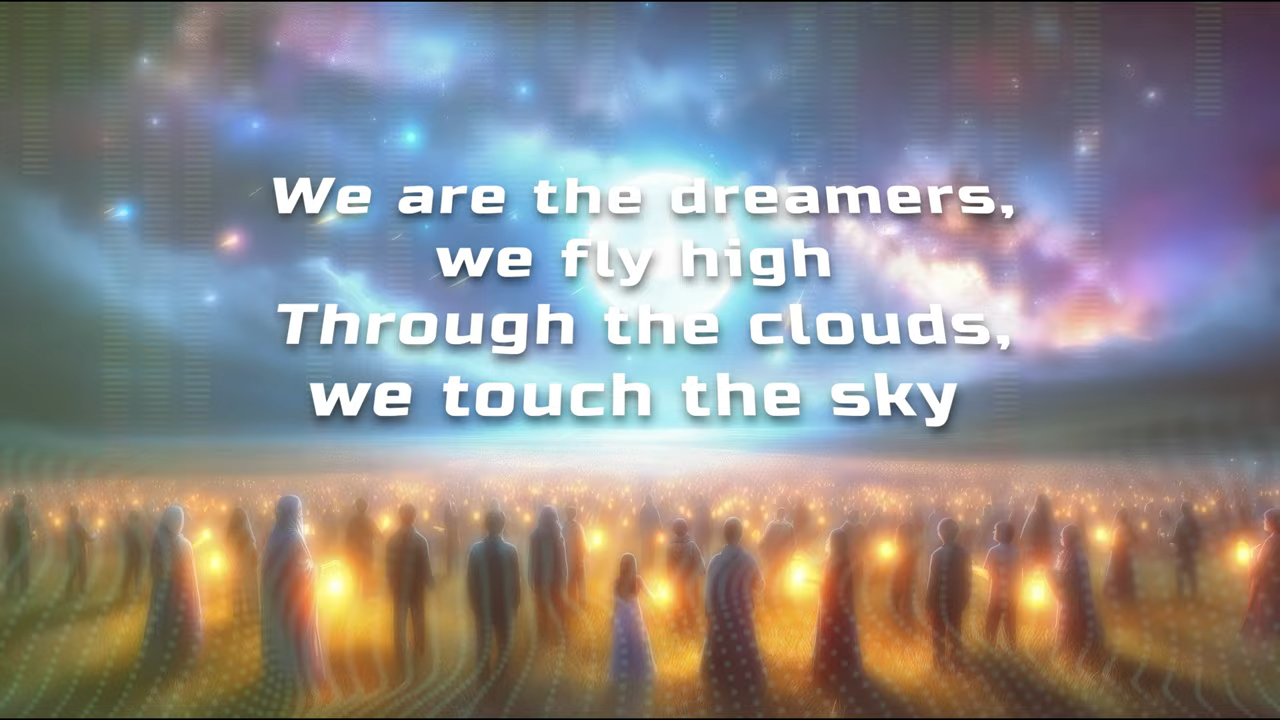 We are the dreamers,
we fly high
Through the clouds,
we touch the sky